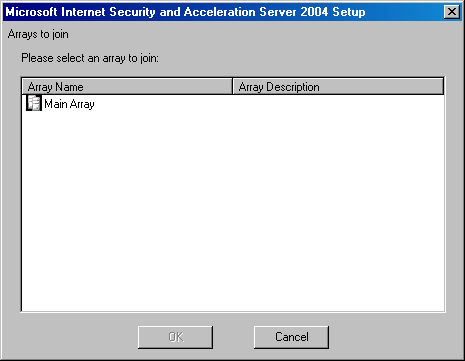 Microsoft Internet Security and Acceleration Server 2004 Setup
Arrays to join
Please select an array to join:
Array Name Array Description
Main Array
OK Cancel